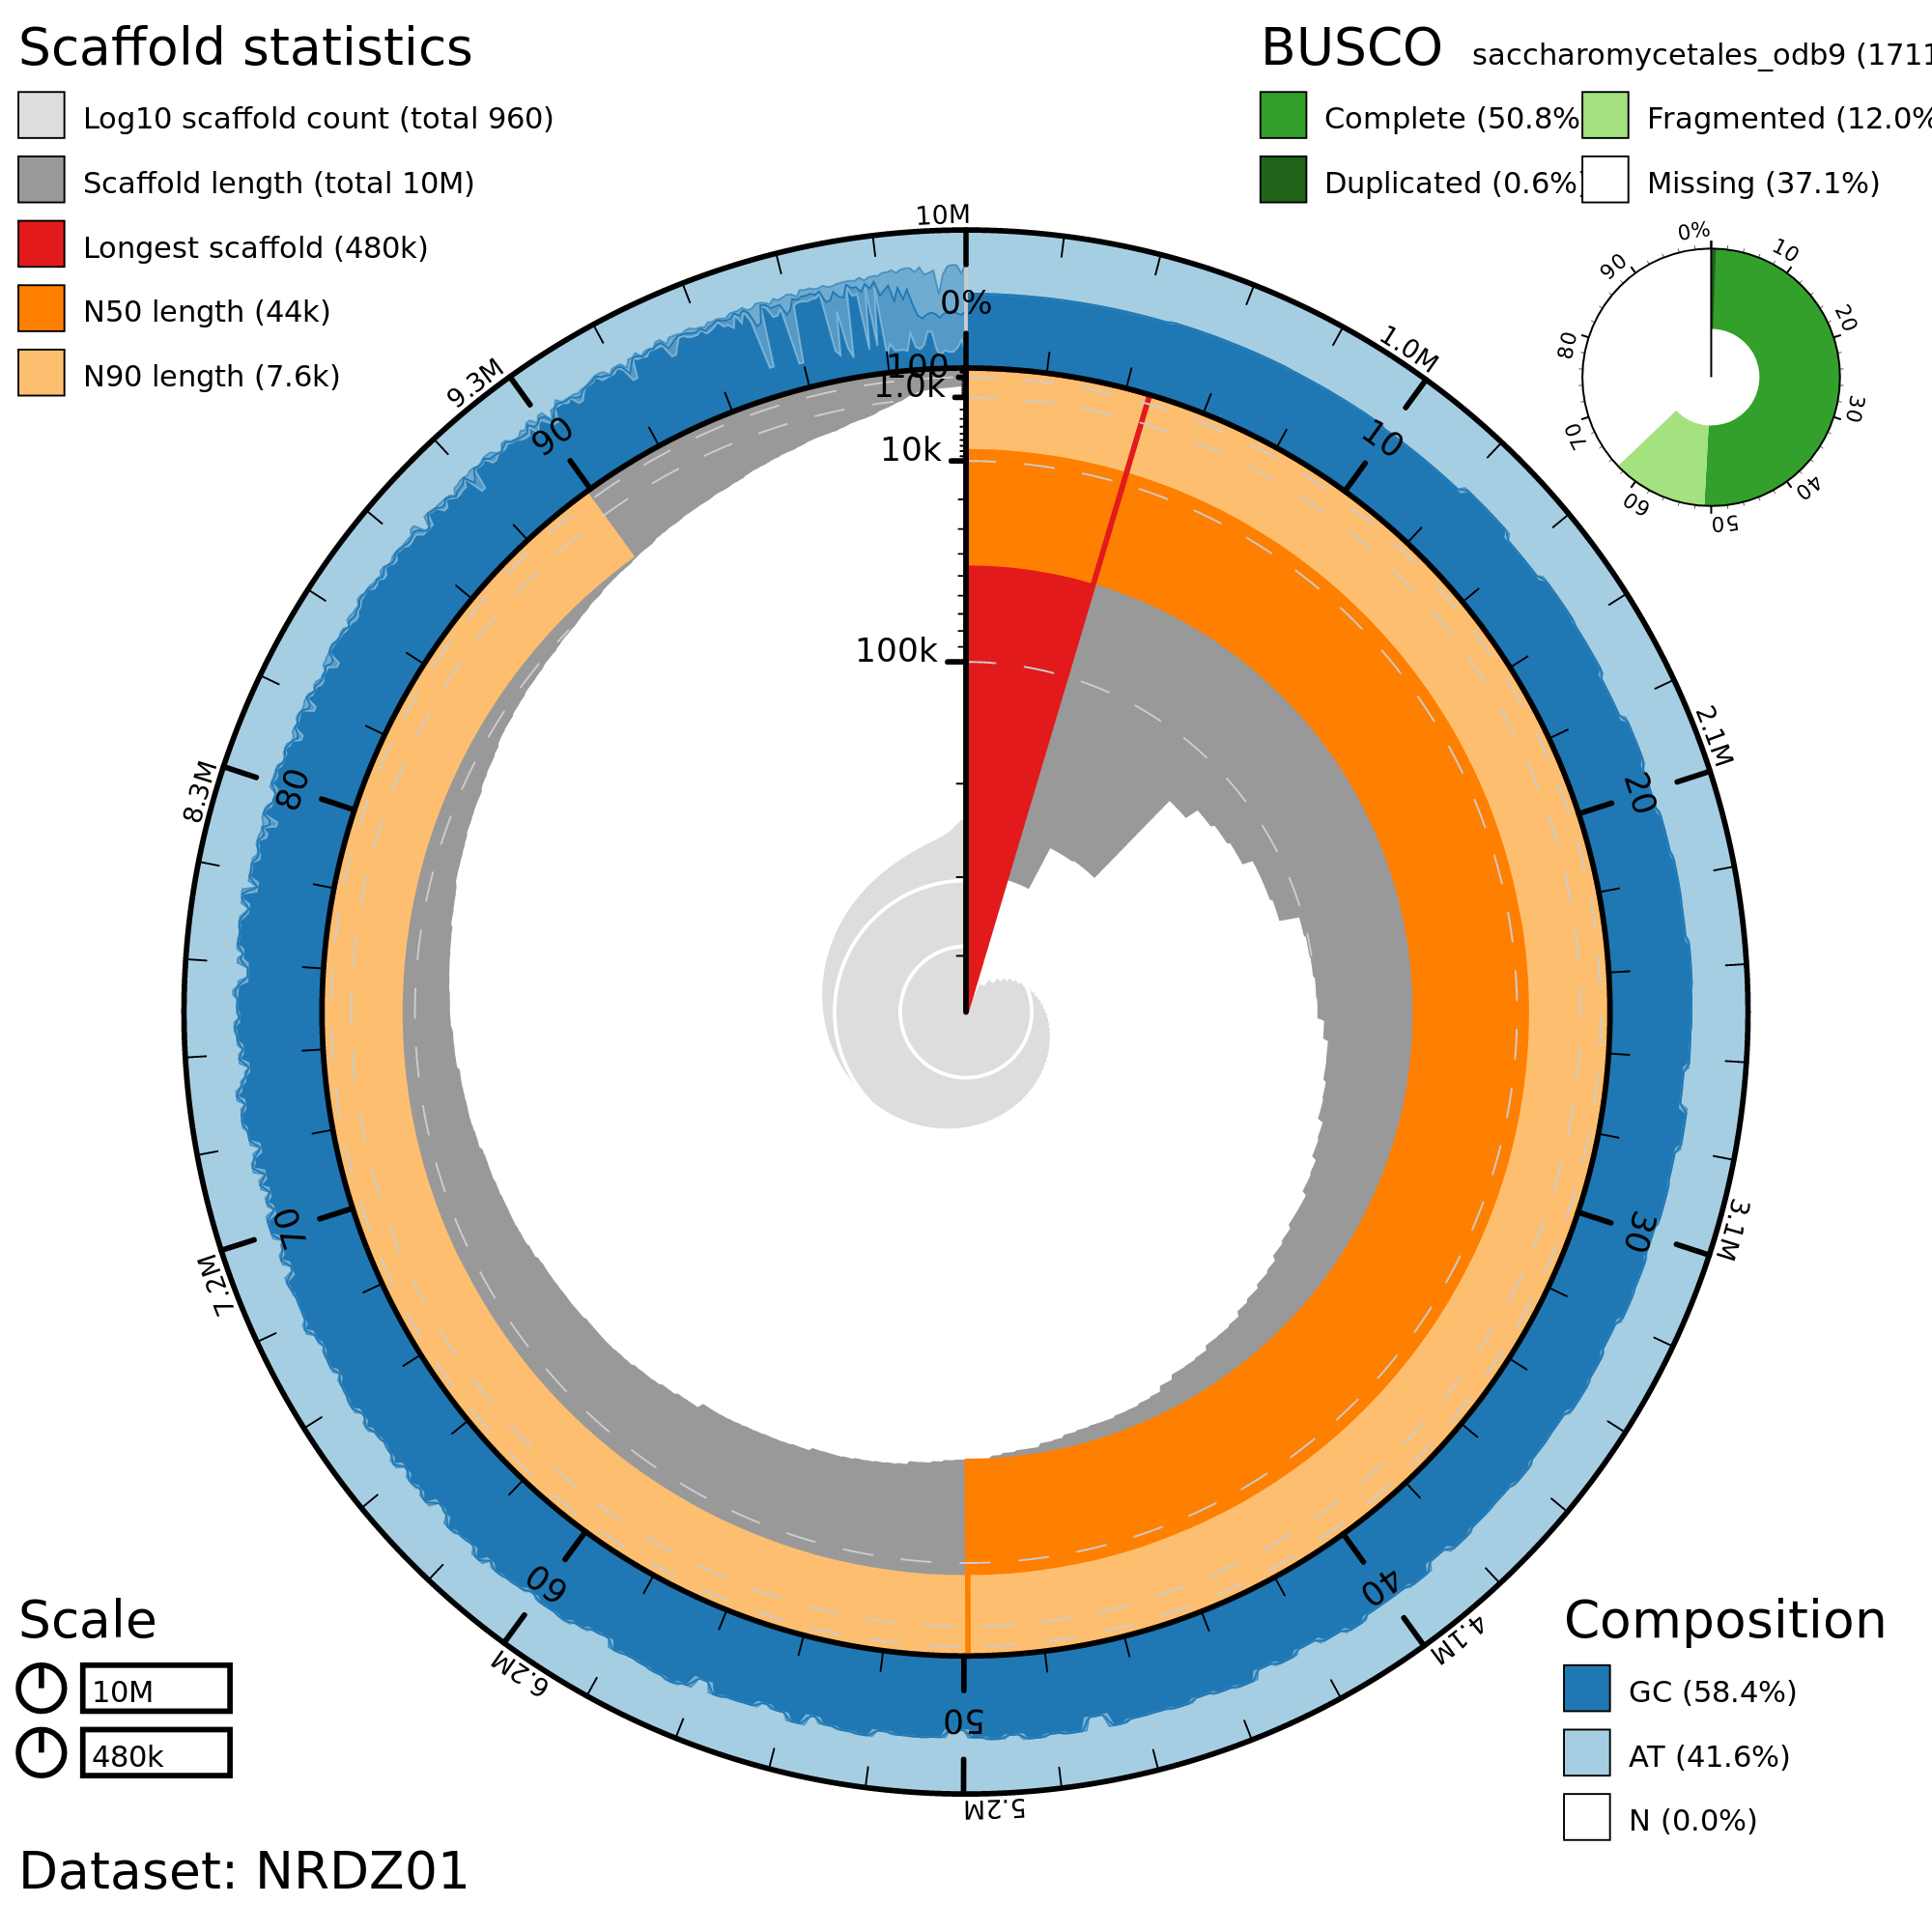 Scaffold statistics
Log10 scaffold count (total 960)
Scaffold length (total 10M)
Longest scaffold (480k)
N50 length (44k)
N90 length (7.6k)
BUSCO saccharomycetales_odb9 (1711
Complete (50.8% Fragmented (12.0%
Duplicated (0.6%) Missing (37.1%)
0%
10
20
30
40
50
60
70
80
90
10M
1.0M
2.1M
3.1M
4.1M
5.2M
6.2M
7.2M
8.3M
9.3M
0%
10
20
30
40
50
60
70
80
90
100
1.0k
10k
100k
Scale
10M
480k
Composition
GC (58.4%)
AT (41.6%)
N (0.0%)
Dataset: NRDZ01